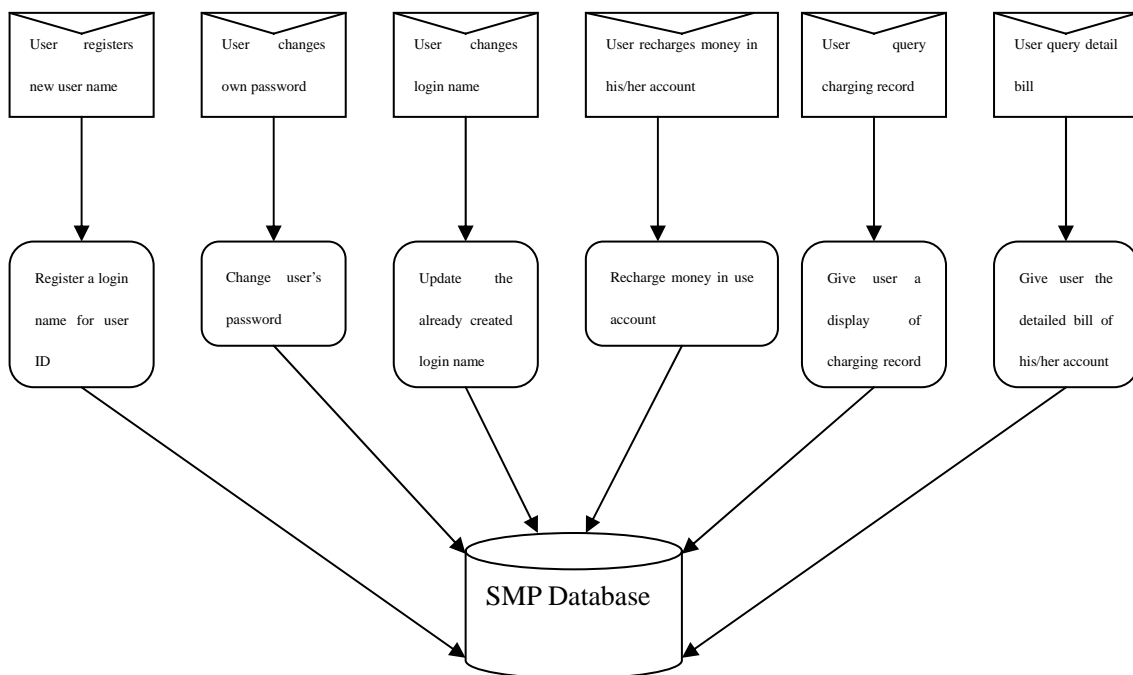 User registers
new user name
User changes
own password
User changes
login name
User recharges money in
his/her account
User query
charging record
User query detail
bill
Register a login
name for user
ID
Change user's
password
Update the
already created
login name
Recharge money in use
account
Give user a
display of
charging record
Give user the
detailed bill of
his/her account
SMP Database